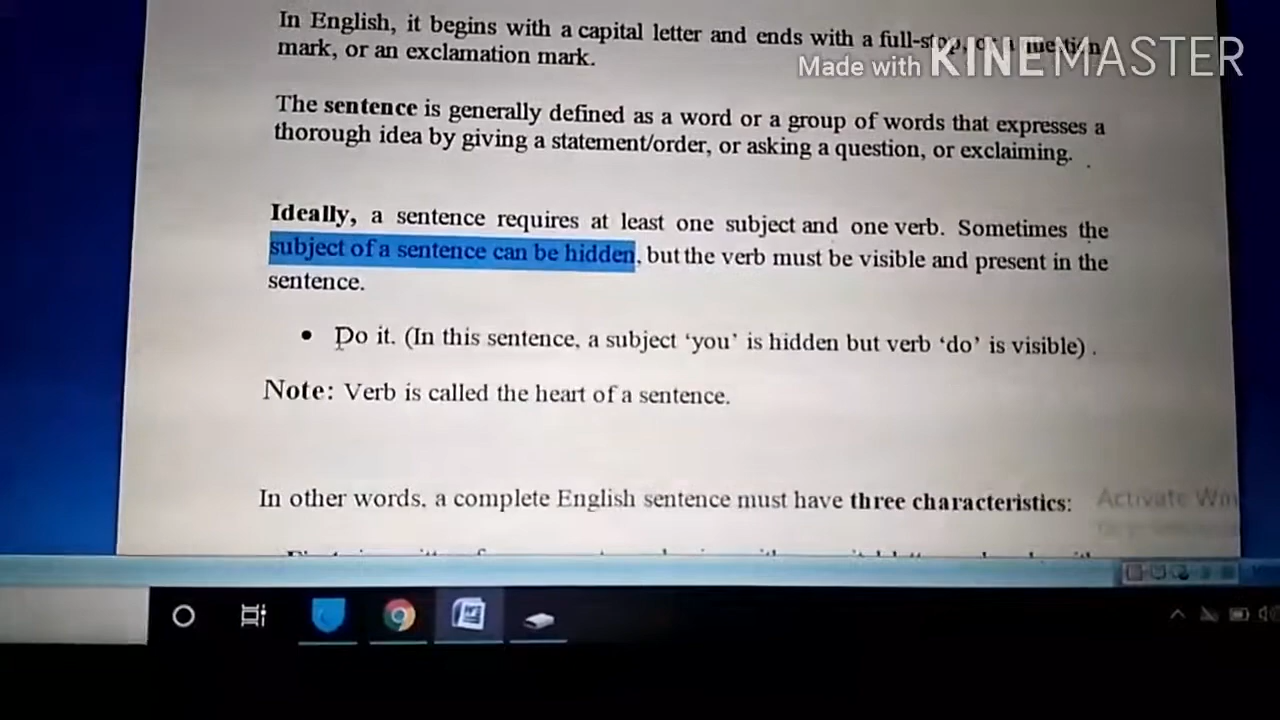 In English, it begins with a capital letter and ends with a full-stop, or a question
Made with KINEMASTER
mark, or an exclamation mark.
The sentence is generally defined as a word or a group of words that expresses a
thorough idea by giving a statement/order, or asking a question, or exclaiming.
Ideally, a sentence requires at least one subject and one verb. Sometimes the
subject of a sentence can be hidden, but the verb must be visible and present in the
sentence.
• Do it. (In this sentence, a subject ‘you’ is hidden but verb ‘do’ is visible) .
Note: Verb is called the heart of a sentence.
In other words, a complete English sentence must have three characteristics:
Activate Win